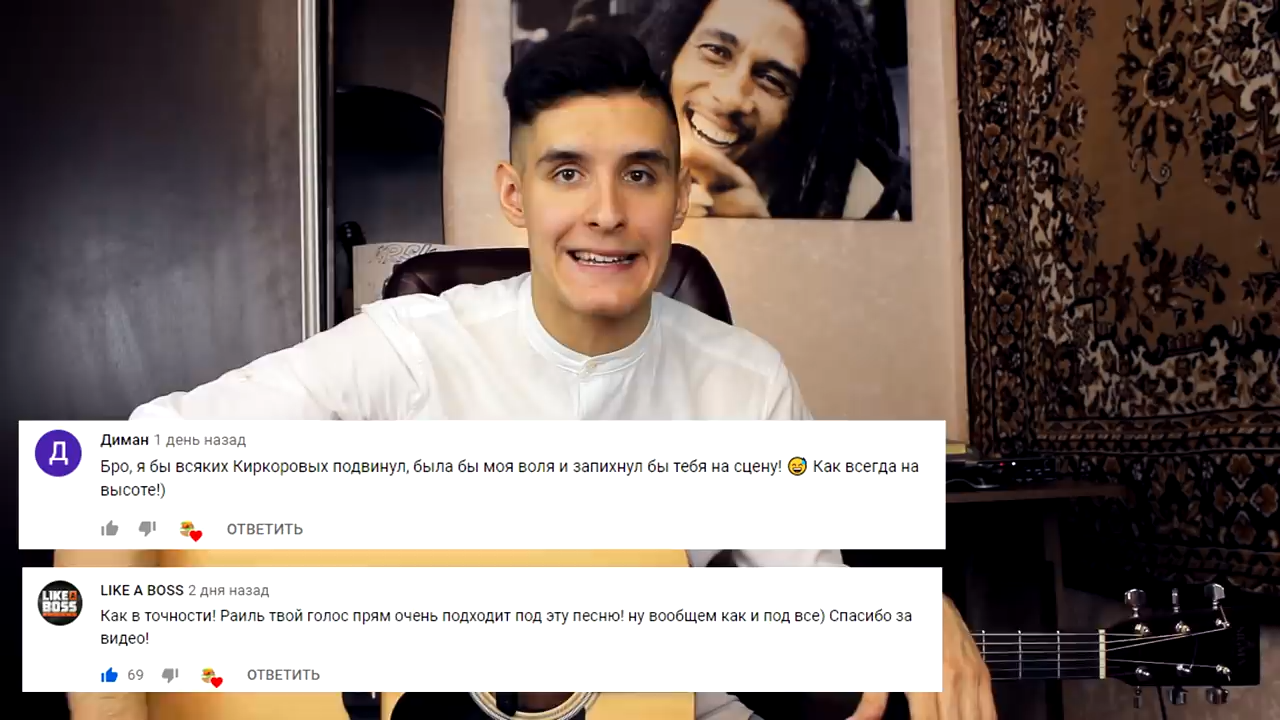 Д
Диман 1 день назад
Бро, я бы всяких Киркоровых подвинул, была бы моя воля и запихнул бы тебя на сцену! 😅 Как всегда на
высоте!)
ОТВЕТИТЬ
LIKE A
BOSS
LIKE A BOSS 2 дня назад
Как в точности! Раиль твой голос прям очень подходит под эту песню! ну вообщем как и под все) Спасибо за
видео!
69 ОТВЕТИТЬ